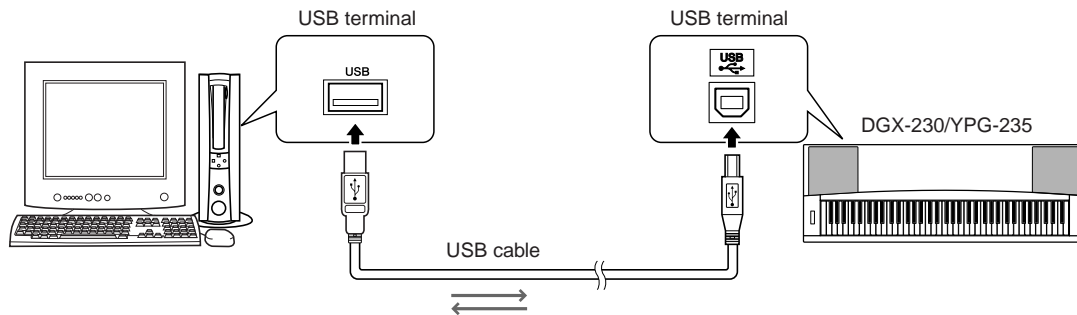 USB terminal
USB terminal
USB
USB
DGX-230/YPG-235
USB cable